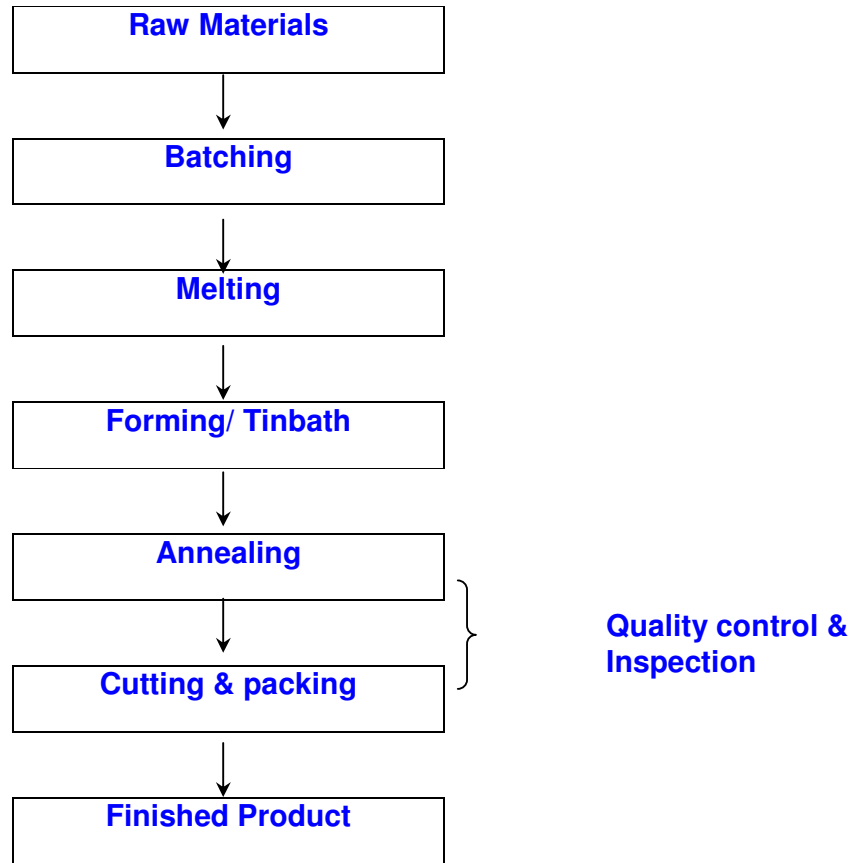 Raw Materials
Batching
Melting
Forming/ Tinbath
Annealing
Quality control &
Inspection
Cutting & packing
Finished Product